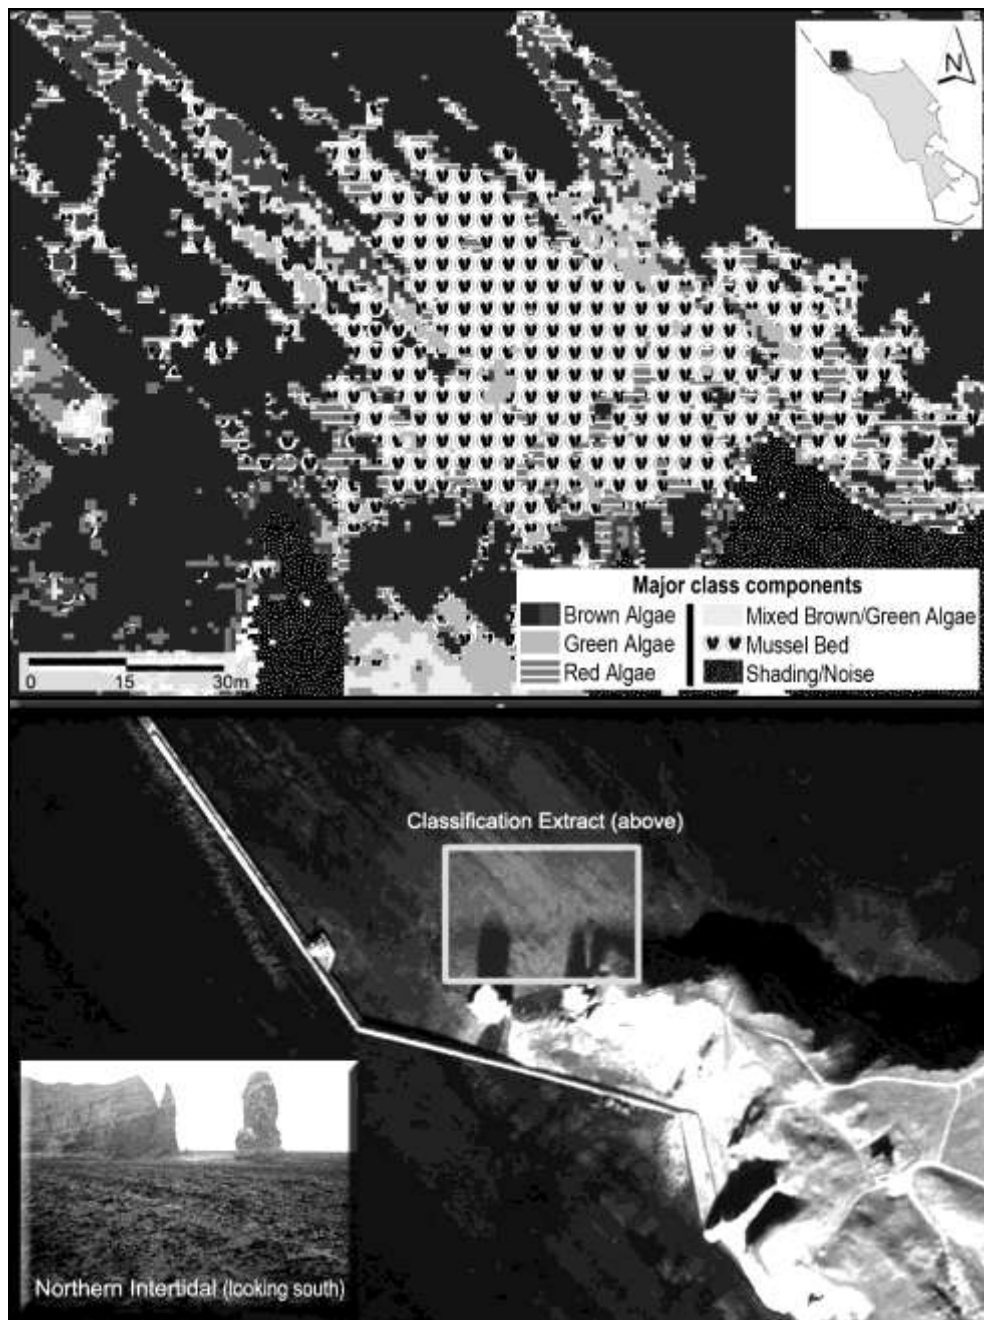 N
Major class components
Brown Algae
Green Algae
Red Algae
Mixed Brown/Green Algae
Mussel Bed
Shading/Noise
0 15 30m
Classification Extract (above)
Northern Intertidal (looking south)